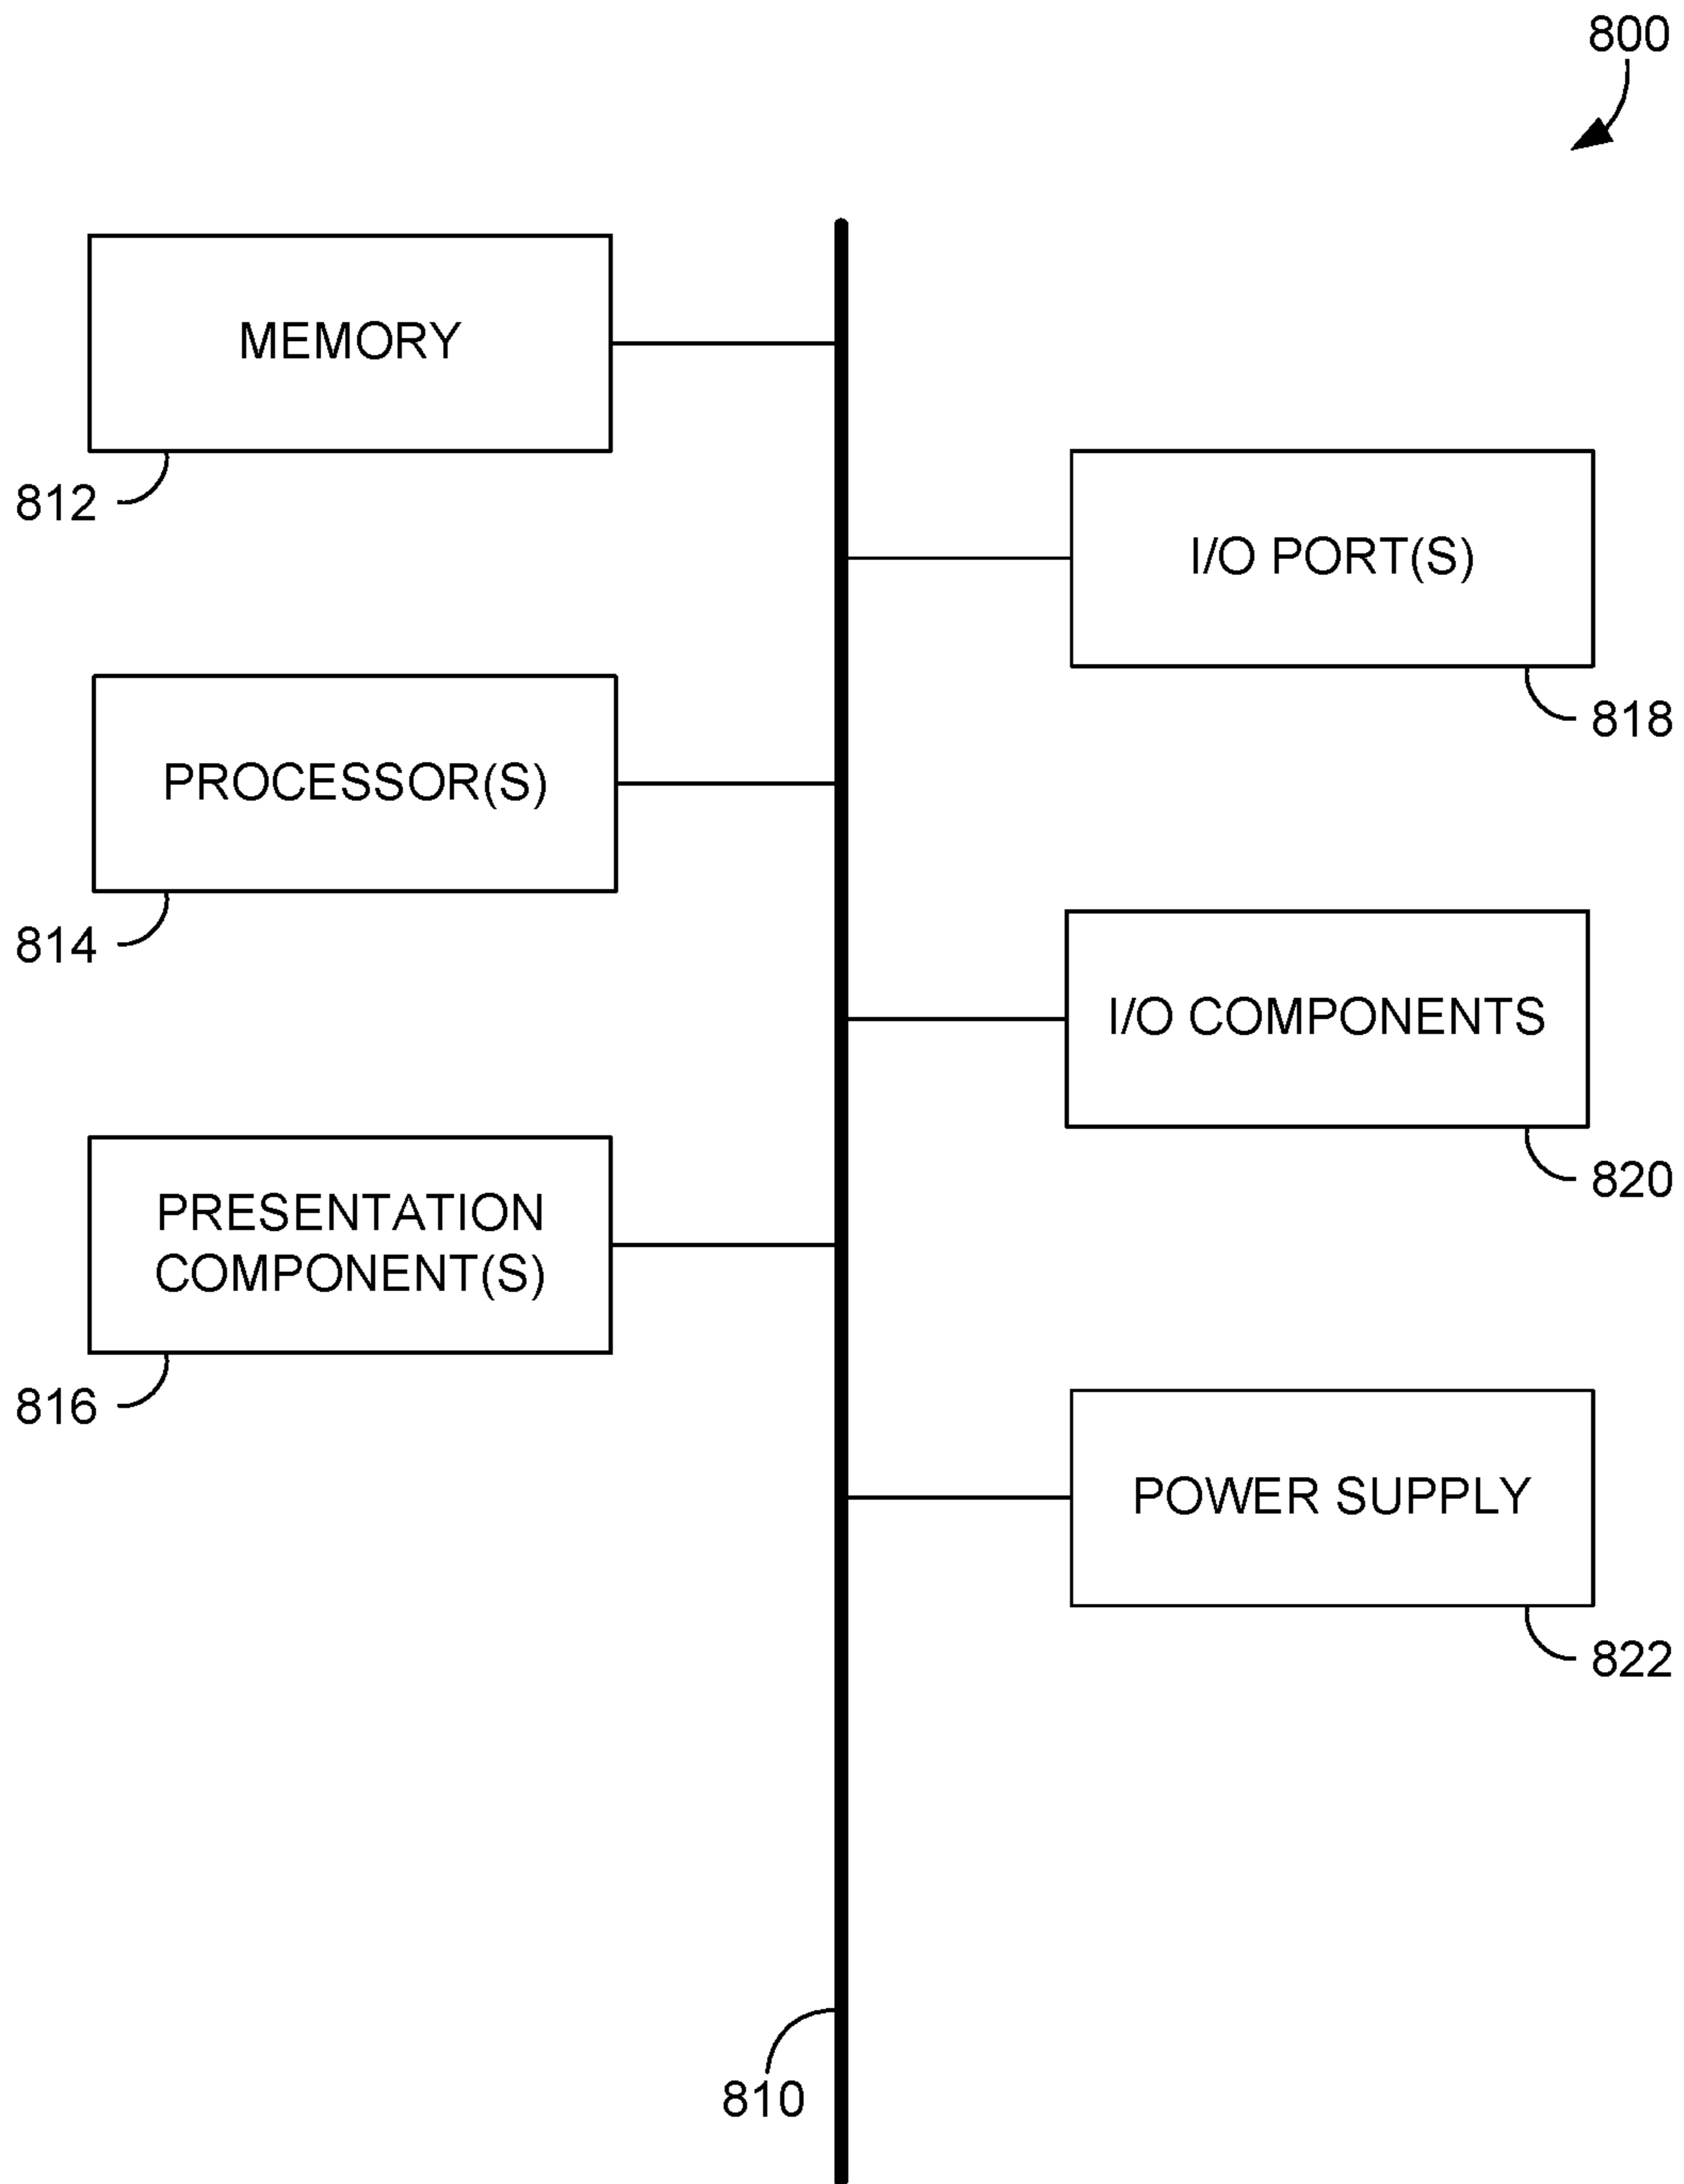 800
MEMORY
812
I/O PORT(S)
818
PROCESSOR(S)
814
I/O COMPONENTS
820
PRESENTATION
COMPONENT(S)
816
POWER SUPPLY
822
810